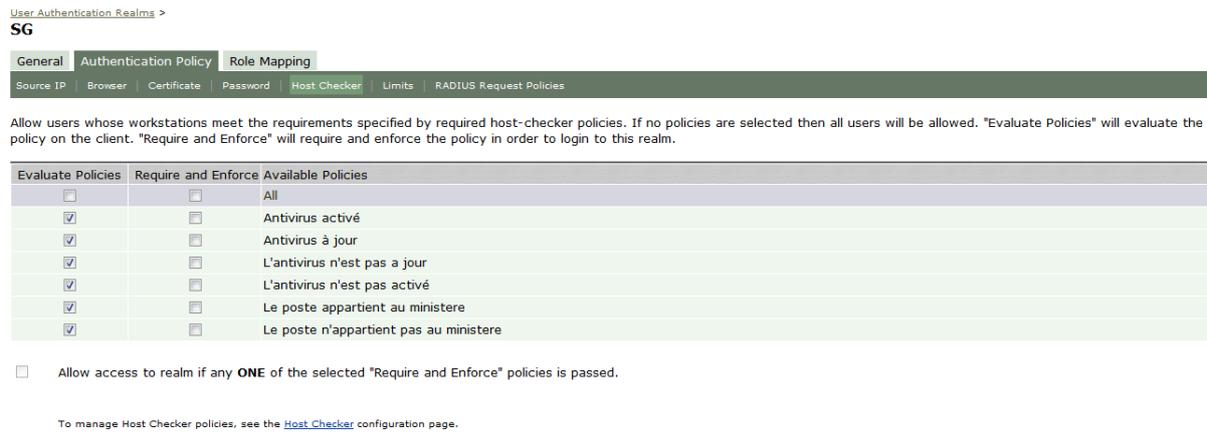 User Authentication Realms >
SG
General Authentication Policy Role Mapping
Source IP | Browser | Certificate | Password | Host Checker | Limits | RADIUS Request Policies
Allow users whose workstations meet the requirements specified by required host-checker policies. If no policies are selected then all users will be allowed. "Evaluate Policies" will evaluate the
policy on the client. "Require and Enforce" will require and enforce the policy in order to login to this realm.
Evaluate Policies Require and Enforce Available Policies
All
Antivirus activé
Antivirus à jour
L'antivirus n'est pas a jour
L'antivirus n'est pas activé
Le poste appartient au ministere
Le poste n'appartient pas au ministere
Allow access to realm if any ONE of the selected "Require and Enforce" policies is passed.
To manage Host Checker policies, see the Host Checker configuration page.